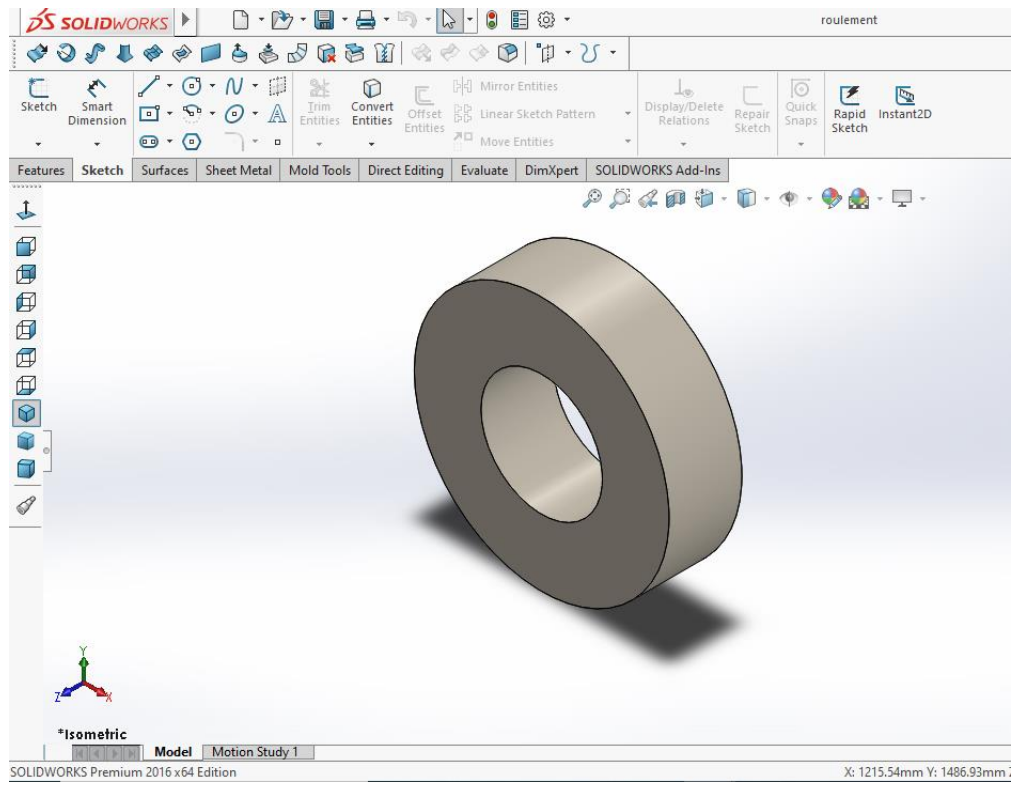 SOLIDWORKS
roulement
Sketch
Smart Dimension
Trim Entities
Convert Entities
Offset Entities
Mirror Entities
Linear Sketch Pattern
Move Entities
Display/Delete Relations
Repair Sketch
Quick Snaps
Rapid Sketch
Instant2D
Features Sketch Surfaces Sheet Metal Mold Tools Direct Editing Evaluate DimXpert SOLIDWORKS Add-Ins
Y
Z X
*Isometric
Model Motion Study 1
SOLIDWORKS Premium 2016 x64 Edition X: 1215.54mm Y: 1486.93mm